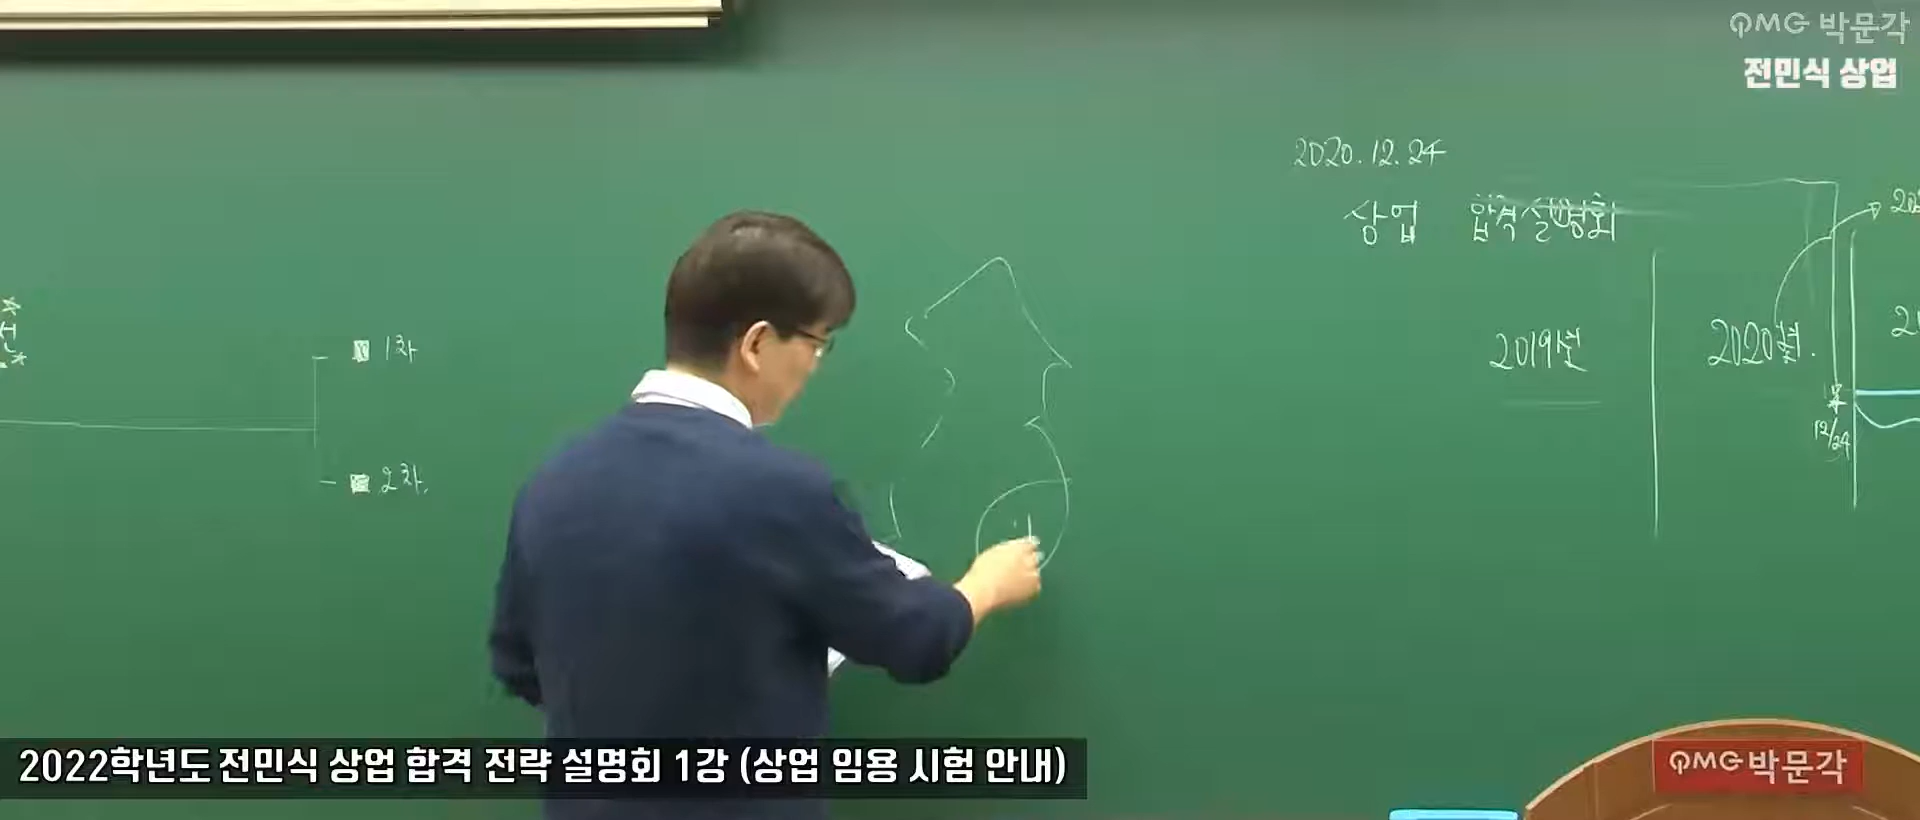 PMG 박문각
전민식 상업
2020.12.24
상업 합격설명회
2019년
2020년.
12/24
1차
2차.
2022학년도 전민식 상업 합격 전략 설명회 1강 (상업 임용 시험 안내)
PMG 박문각